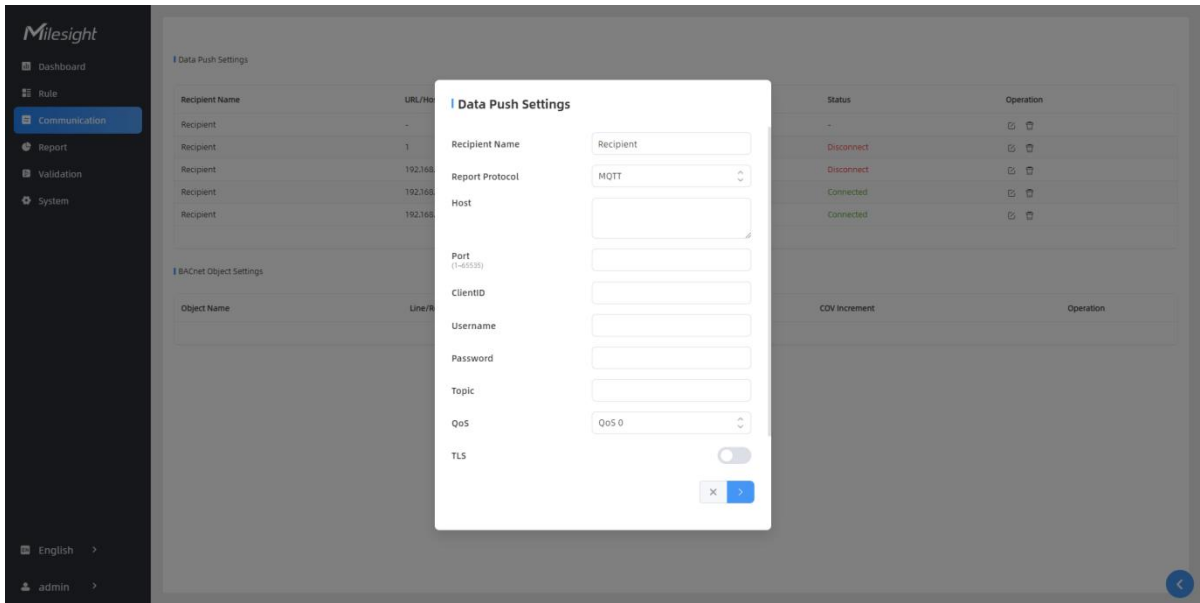 Milesight
Dashboard
Rule
Communication
Report
Validation
System
English
admin
Data Push Settings
Recipient Name URL/Ho Status Operation
Recipient - -
Recipient 1 Disconnect
Recipient 192.168. Disconnect
Recipient 192.168. Connected
Recipient 192.168. Connected
BACnet Object Settings
Object Name Line/R COV Increment Operation
Data Push Settings
Recipient Name Recipient
Report Protocol MQTT
Host
Port
(1~65535)
ClientID
Username
Password
Topic
QoS QoS 0
TLS